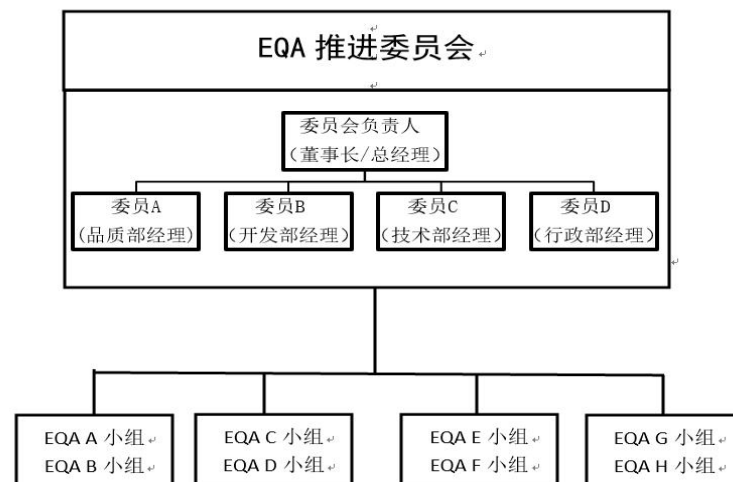 EQA 推进委员会
委员会负责人
(董事长/总经理)
委员A
(品质部经理)
委员B
(开发部经理)
委员C
(技术部经理)
委员D
(行政部经理)
EQA A 小组
EQA B 小组
EQA C 小组
EQA D 小组
EQA E 小组
EQA F 小组
EQA G 小组
EQA H 小组